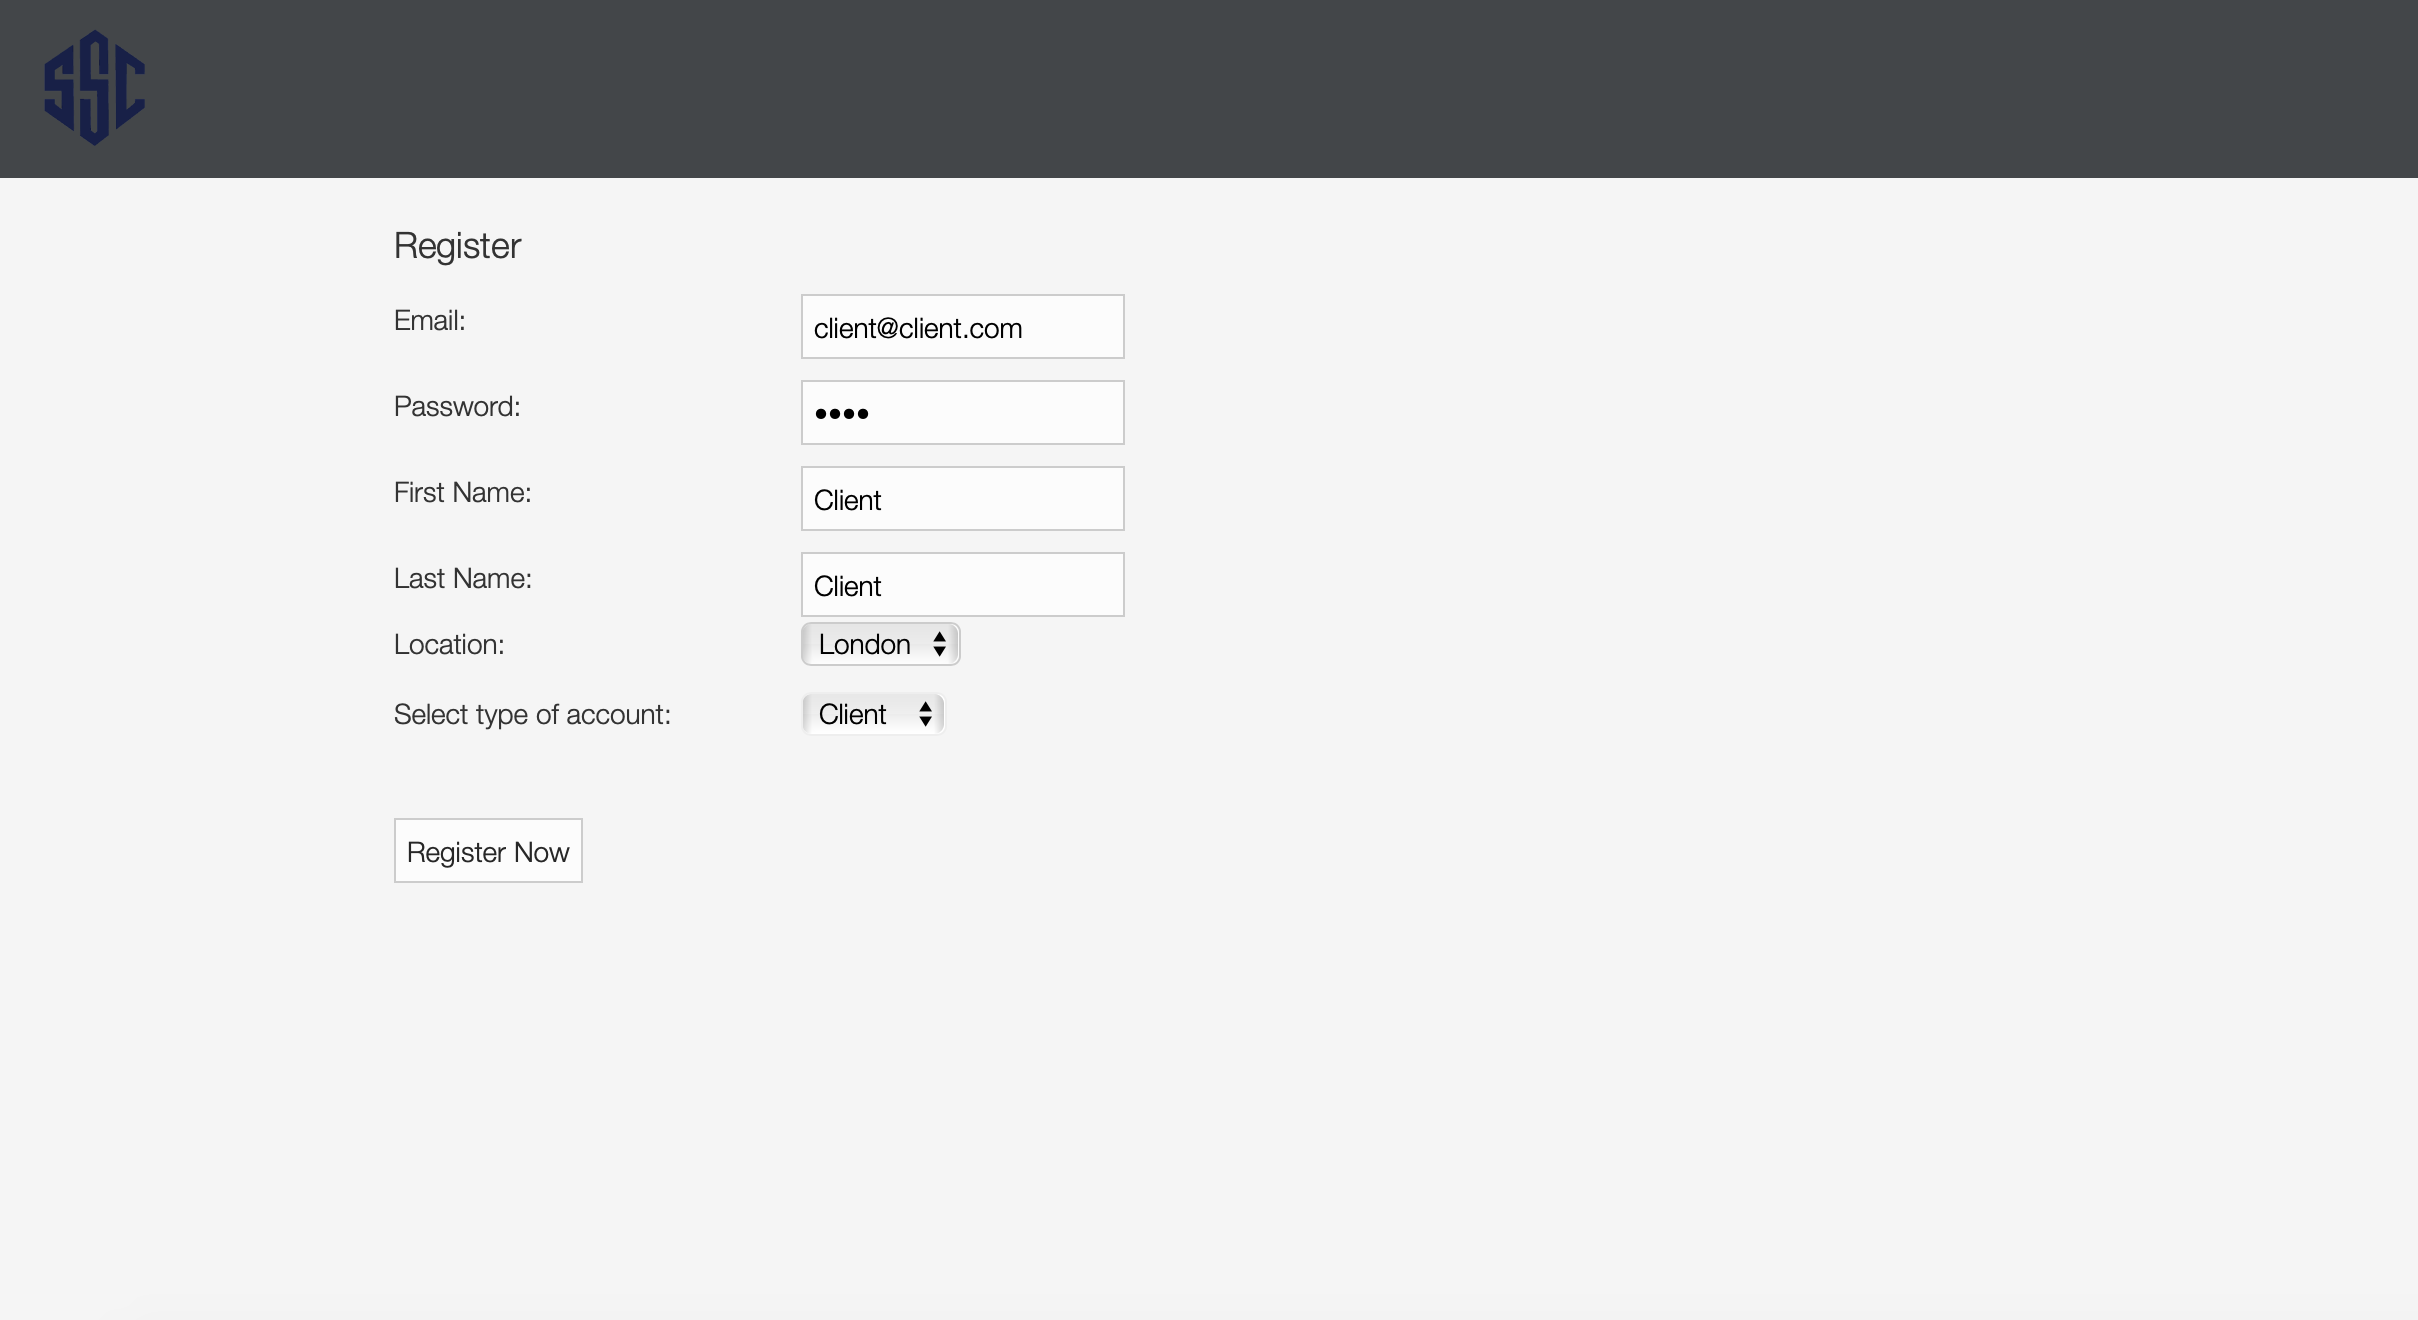 SSC
Register
Email: client@client.com
Password: ••••
First Name: Client
Last Name: Client
Location: London
Select type of account: Client
Register Now